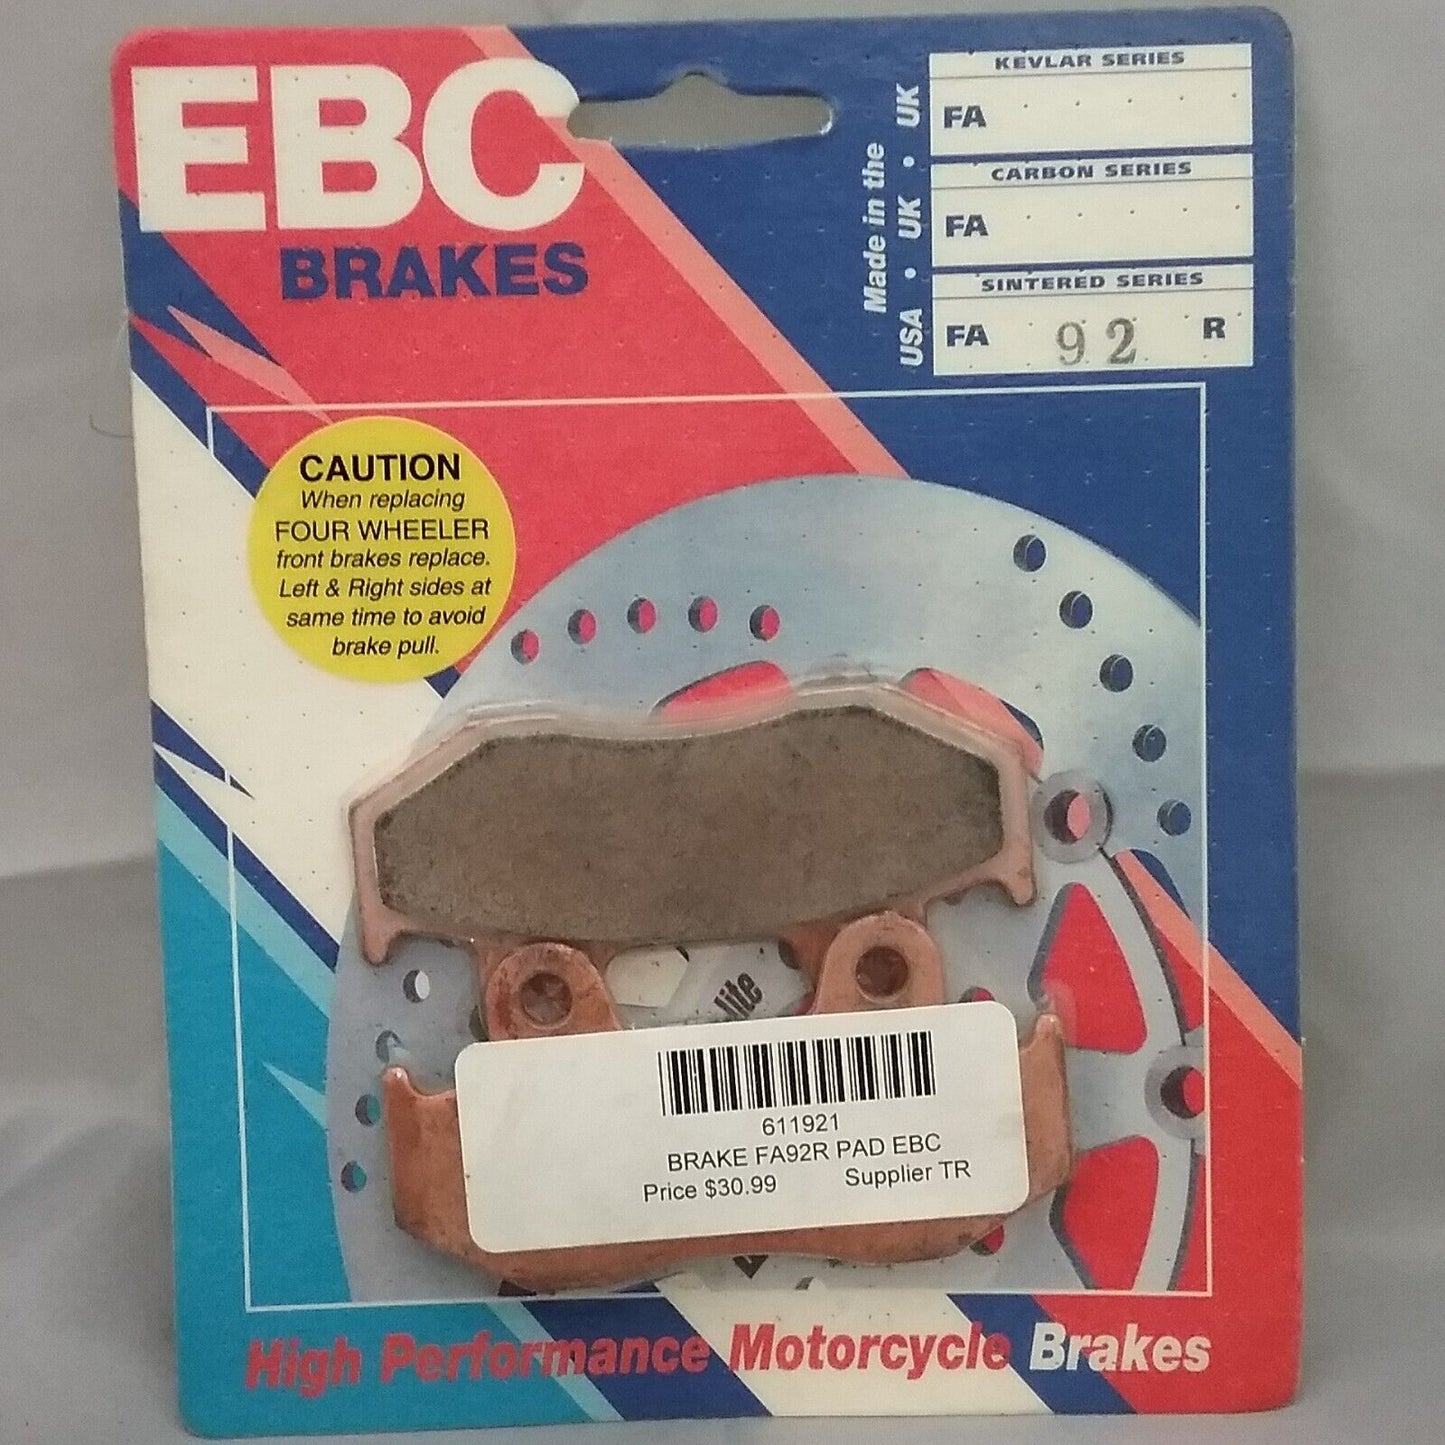 EBC
BRAKES
Made in the
USA • UK • UK
KEVLAR SERIES
FA
CARBON SERIES
FA
SINTERED SERIES
FA 92 R
CAUTION
When replacing
FOUR WHEELER
front brakes replace.
Left & Right sides at
same time to avoid
brake pull.
611921
BRAKE FA92R PAD EBC
Price $30.99 Supplier TR
High Performance Motorcycle Brakes